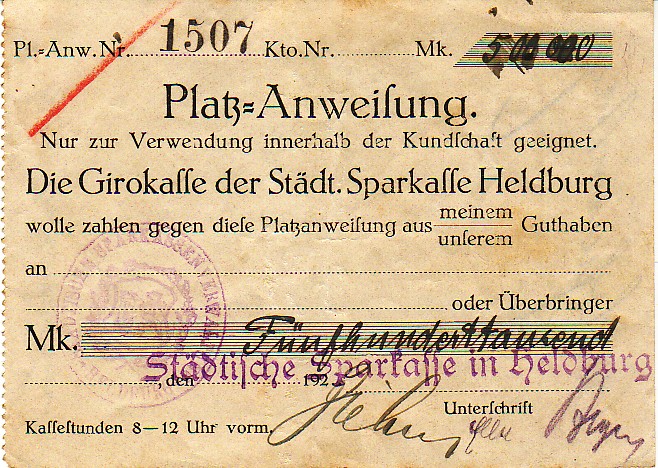 Pl.=Anw.Nr. 1507 Kto.Nr. Mk. 500 000
Platz=Anweiſung.
Nur zur Verwendung innerhalb der Kundſchaft geeignet.
Die Girokaſſe der Städt. Sparkaſſe Heldburg
wolle zahlen gegen dieſe Platzanweiſung aus meinem Guthaben
unſerem
an
oder Überbringer
Mk. Fünfhunderttausend
Städtiſche Sparkaſſe in Heldburg
, den 192
Unterſchrift
Kaſſeſtunden 8—12 Uhr vorm.